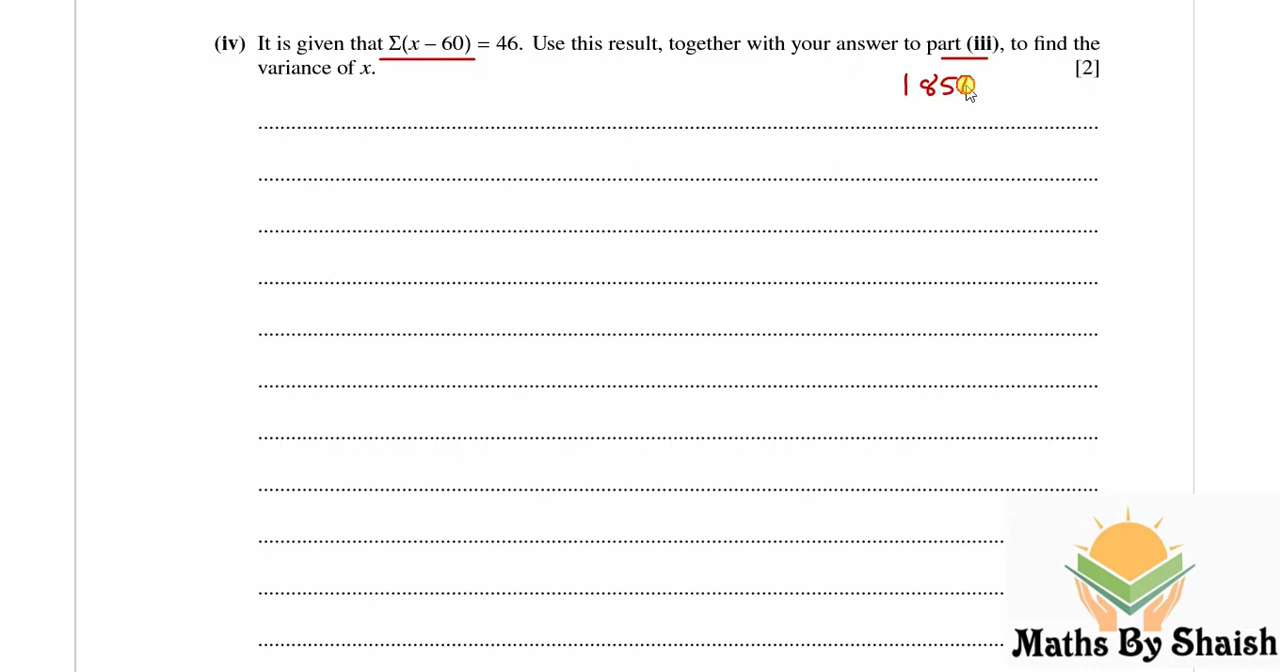 (iv) It is given that Σ(x – 60) = 46. Use this result, together with your answer to part (iii), to find the
variance of x. [2]
1850
Maths By Shaish